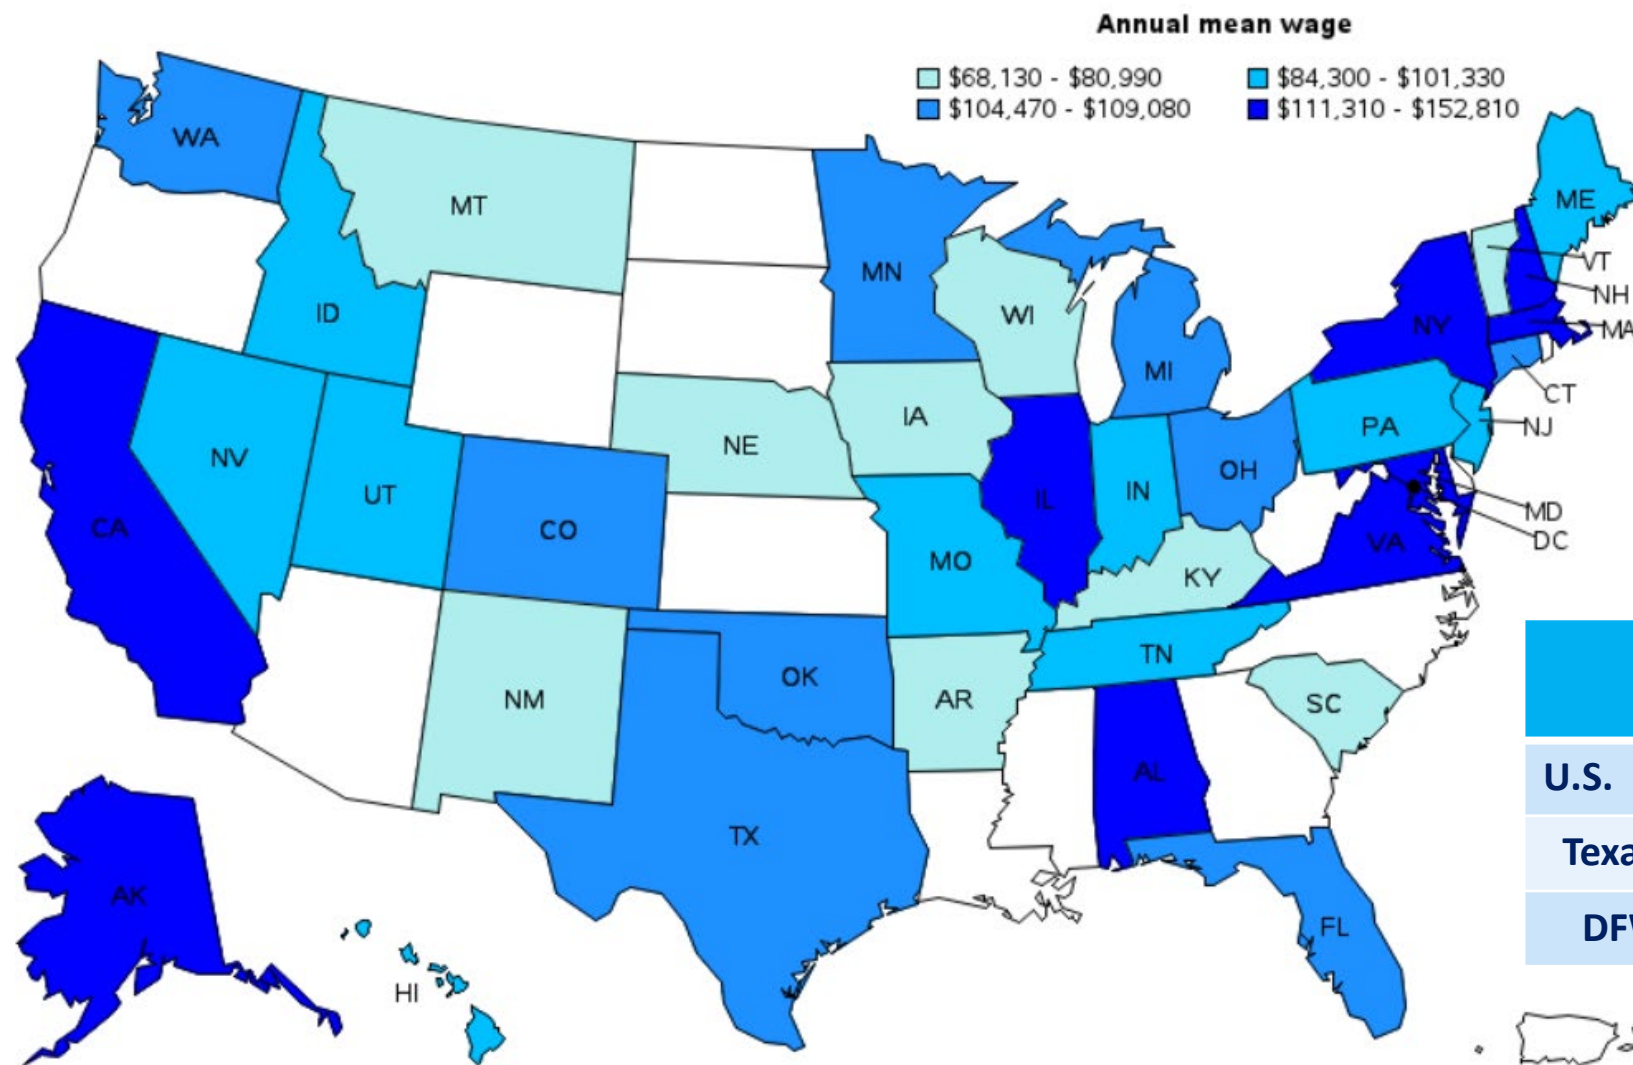 Annual mean wage
$68,130 - $80,990
$84,300 - $101,330
$104,470 - $109,080
$111,310 - $152,810
WA
MT
ME
MN
VT
ID
WI
NH
NY
MA
MI
CT
IA
PA
NJ
NE
NV
OH
UT
IN
IL
CA
CO
MD
VA
DC
MO
KY
TN
OK
NM
AR
SC
AL
TX
AK
FL
HI
U.S.
Texa
DFW